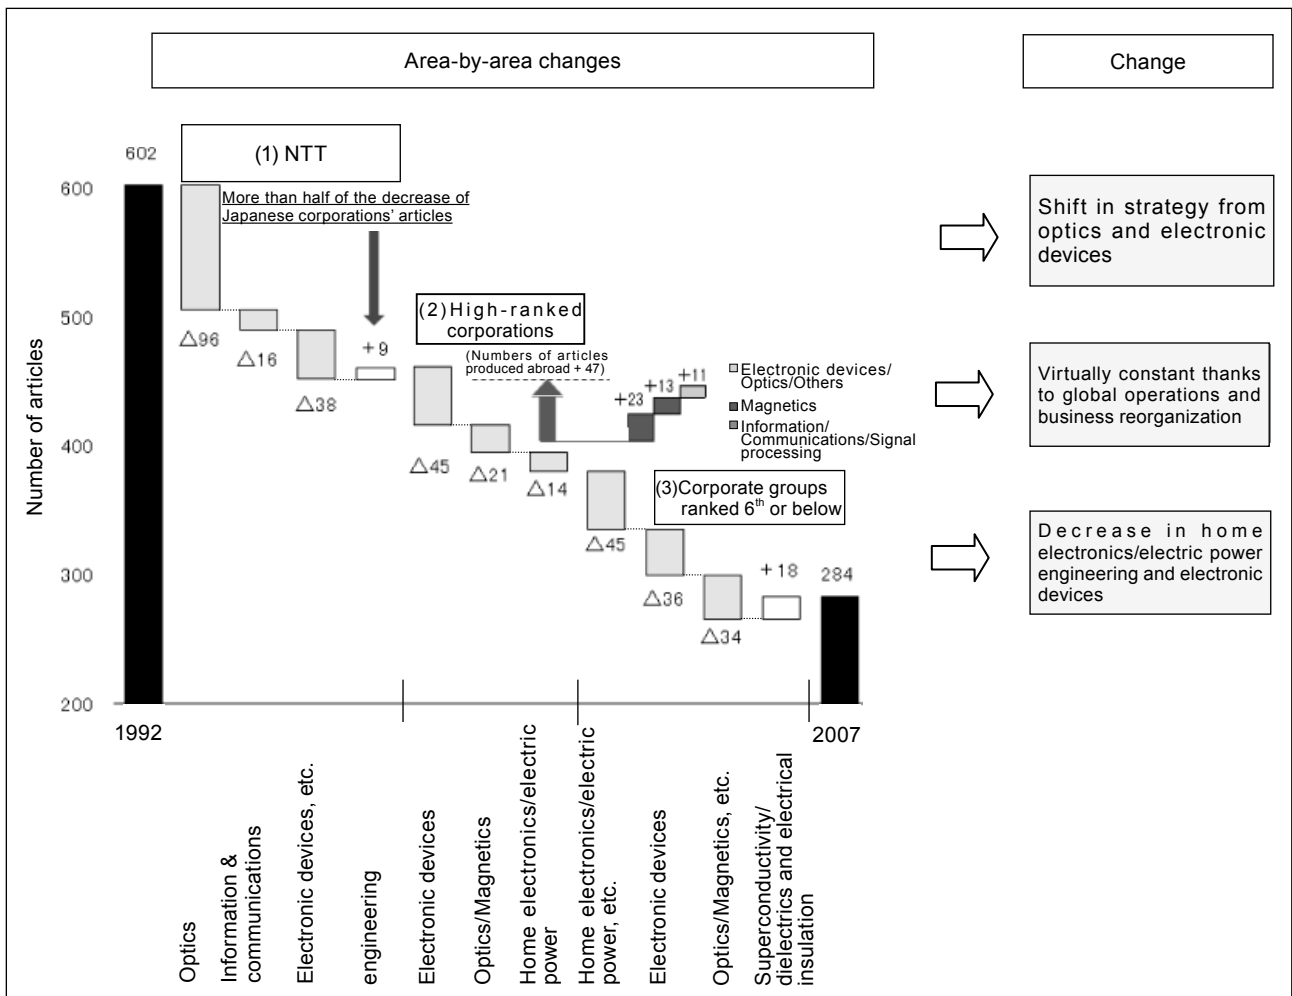 Area-by-area changes
Change
602
(1) NTT
600
More than half of the decrease of
Japanese corporations' articles
Shift in strategy from
optics and electronic
devices
500
(2) High-ranked
corporations
△96
△16
+9
(Numbers of articles
produced abroad + 47)
△38
+23
+13
+11
Electronic devices/
Optics/Others
Magnetics
Information/
Communications/Signal
processing
Virtually constant thanks
to global operations and
business reorganization
Number of articles
400
△45
△21
△14
(3)Corporate groups
ranked 6th or below
△45
Decrease in home
electronics/electric power
engineering and electronic
devices
300
△36
△34
+18
284
200
1992
2007
Optics
Information &
communications
Electronic devices, etc.
engineering
Electronic devices
Optics/Magnetics
Home electronics/electric
power
Home electronics/electric
power, etc.
Electronic devices
Optics/Magnetics, etc.
Superconductivity/
dielectrics and electrical
insulation